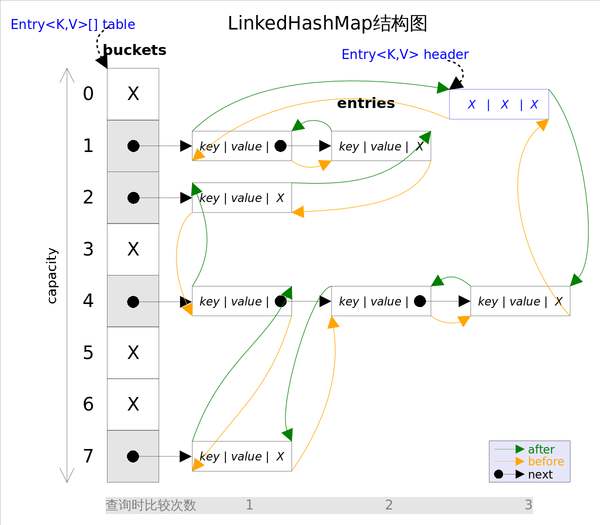 LinkedHashMap结构图
Entry<K,V>[] table
buckets
Entry<K,V> header
entries
0 X
X | X | X
1 key | value | key | value | X
2 key | value | X
3 X
capacity
4 key | value | key | value | key | value | X
5 X
6 X
7 key | value | X
after
before
next
查询时比较次数 1 2 3